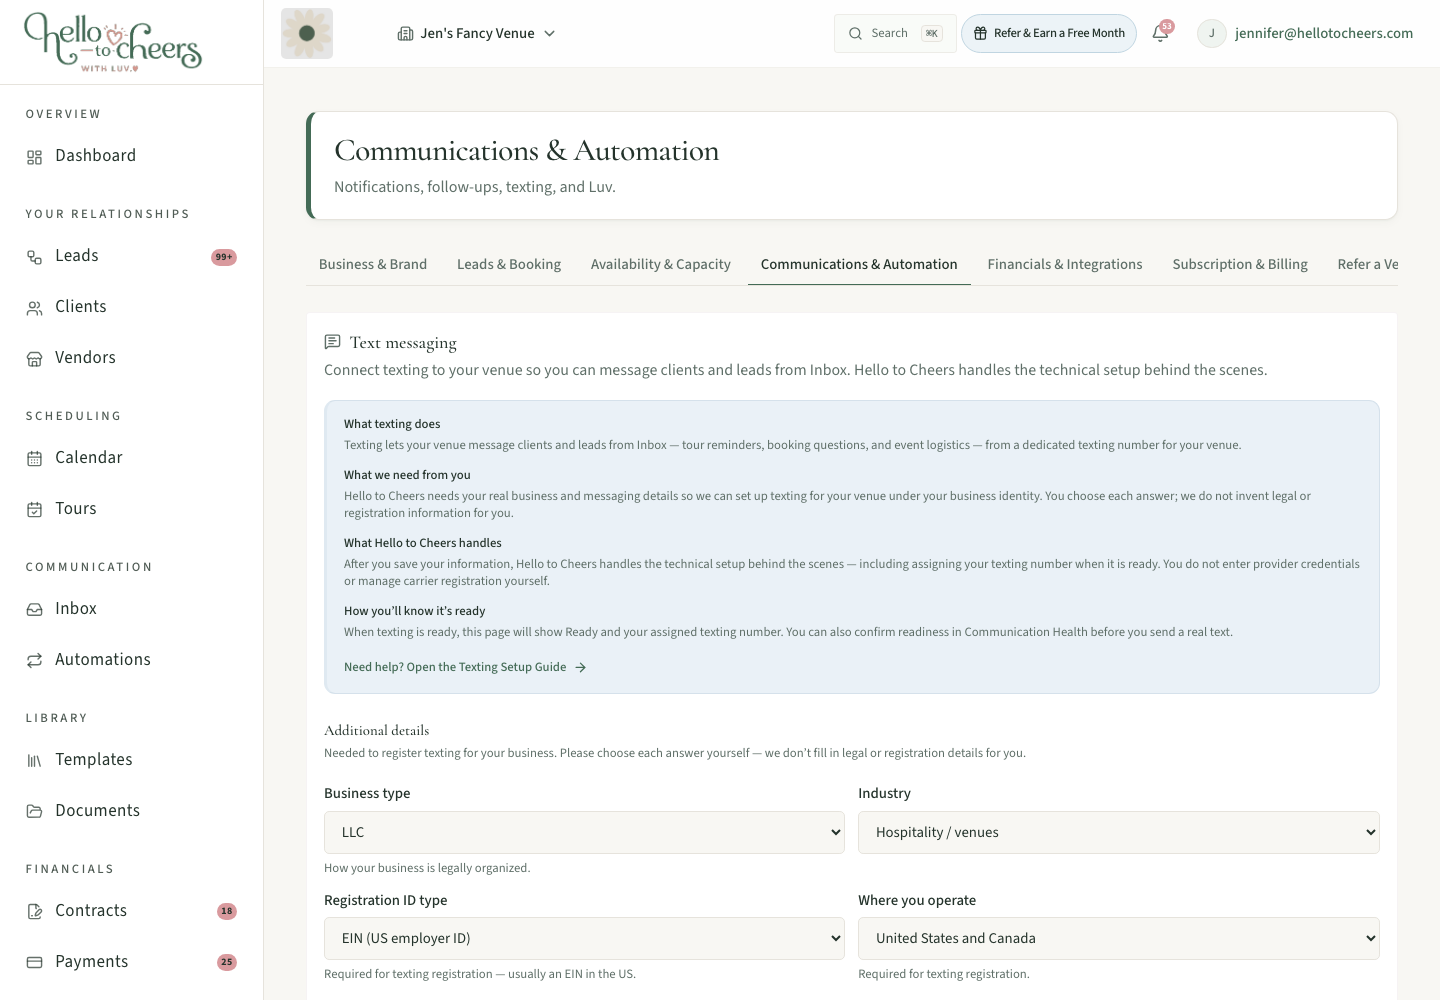 hello
to cheers
WITH LUV.
Jen's Fancy Venue
Search ⌘K
Refer & Earn a Free Month
53
J
jennifer@hellotocheers.com
OVERVIEW
Dashboard
YOUR RELATIONSHIPS
Leads 99+
Clients
Vendors
SCHEDULING
Calendar
Tours
COMMUNICATION
Inbox
Automations
LIBRARY
Templates
Documents
FINANCIALS
Contracts 18
Payments 25
Communications & Automation
Notifications, follow-ups, texting, and Luv.
Business & Brand Leads & Booking Availability & Capacity Communications & Automation Financials & Integrations Subscription & Billing Refer a Ve
Text messaging
Connect texting to your venue so you can message clients and leads from Inbox. Hello to Cheers handles the technical setup behind the scenes.
What texting does
Texting lets your venue message clients and leads from Inbox — tour reminders, booking questions, and event logistics — from a dedicated texting number for your venue.
What we need from you
Hello to Cheers needs your real business and messaging details so we can set up texting for your venue under your business identity. You choose each answer; we do not invent legal or
registration information for you.
What Hello to Cheers handles
After you save your information, Hello to Cheers handles the technical setup behind the scenes — including assigning your texting number when it is ready. You do not enter provider credentials
or manage carrier registration yourself.
How you’ll know it’s ready
When texting is ready, this page will show Ready and your assigned texting number. You can also confirm readiness in Communication Health before you send a real text.
Need help? Open the Texting Setup Guide →
Additional details
Needed to register texting for your business. Please choose each answer yourself — we don’t fill in legal or registration details for you.
Business type
LLC
How your business is legally organized.
Industry
Hospitality / venues
Registration ID type
EIN (US employer ID)
Required for texting registration — usually an EIN in the US.
Where you operate
United States and Canada
Required for texting registration.